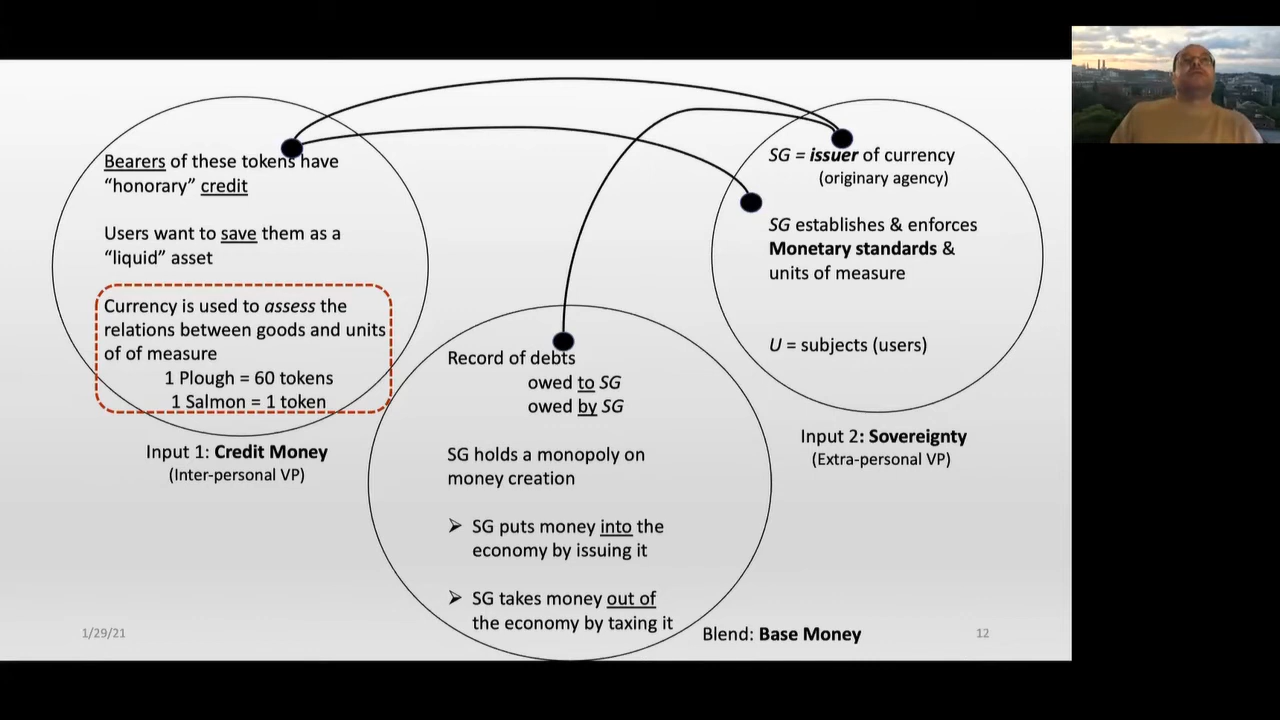 Bearers of these tokens have
“honorary” credit
Users want to save them as a
“liquid” asset
Currency is used to assess the
relations between goods and units
of of measure
1 Plough = 60 tokens
1 Salmon = 1 token
Input 1: Credit Money
(Inter-personal VP)
Record of debts
owed to SG
owed by SG
SG holds a monopoly on
money creation
➢ SG puts money into the
economy by issuing it
➢ SG takes money out of
the economy by taxing it
Blend: Base Money
SG = issuer of currency
(originary agency)
SG establishes & enforces
Monetary standards &
units of measure
U = subjects (users)
Input 2: Sovereignty
(Extra-personal VP)
1/29/21
12